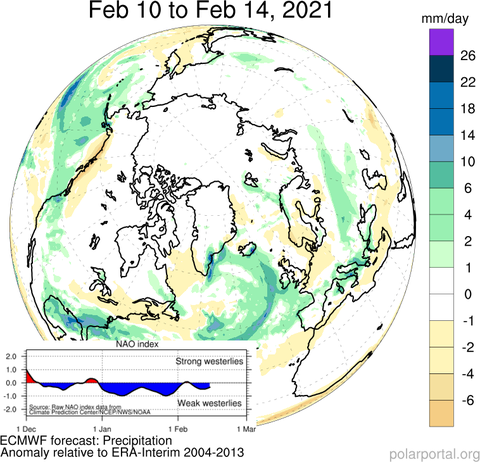 Feb 10 to Feb 14, 2021
mm/day
26
22
18
14
10
6
4
2
1
0
-1
-2
-4
-6
NAO index
2.0
1.0
0.0
-1.0
-2.0
Strong westerlies
Weak westerlies
Source: Raw NAO index data from
Climate Prediction Center/NCEP/NWS/NOAA
1 Dec
1 Jan
1 Feb
1 Mar
ECMWF forecast: Precipitation
Anomaly relative to ERA-Interim 2004-2013
polarportal.org